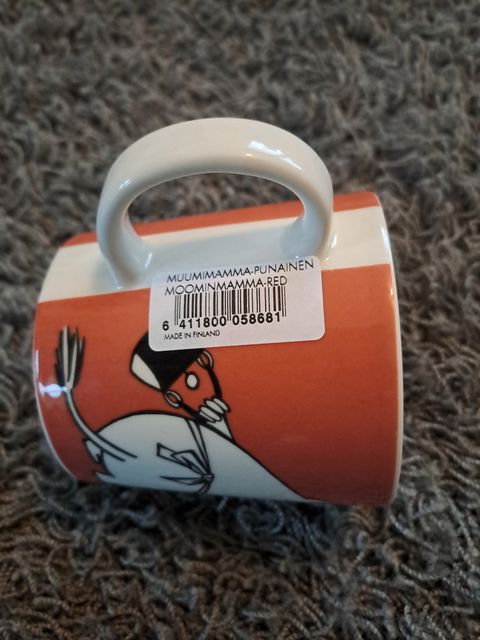 MUUMIMAMMA-PUNAINEN
MOOMINMAMMA-RED
6 411800 058681
MADE IN FINLAND